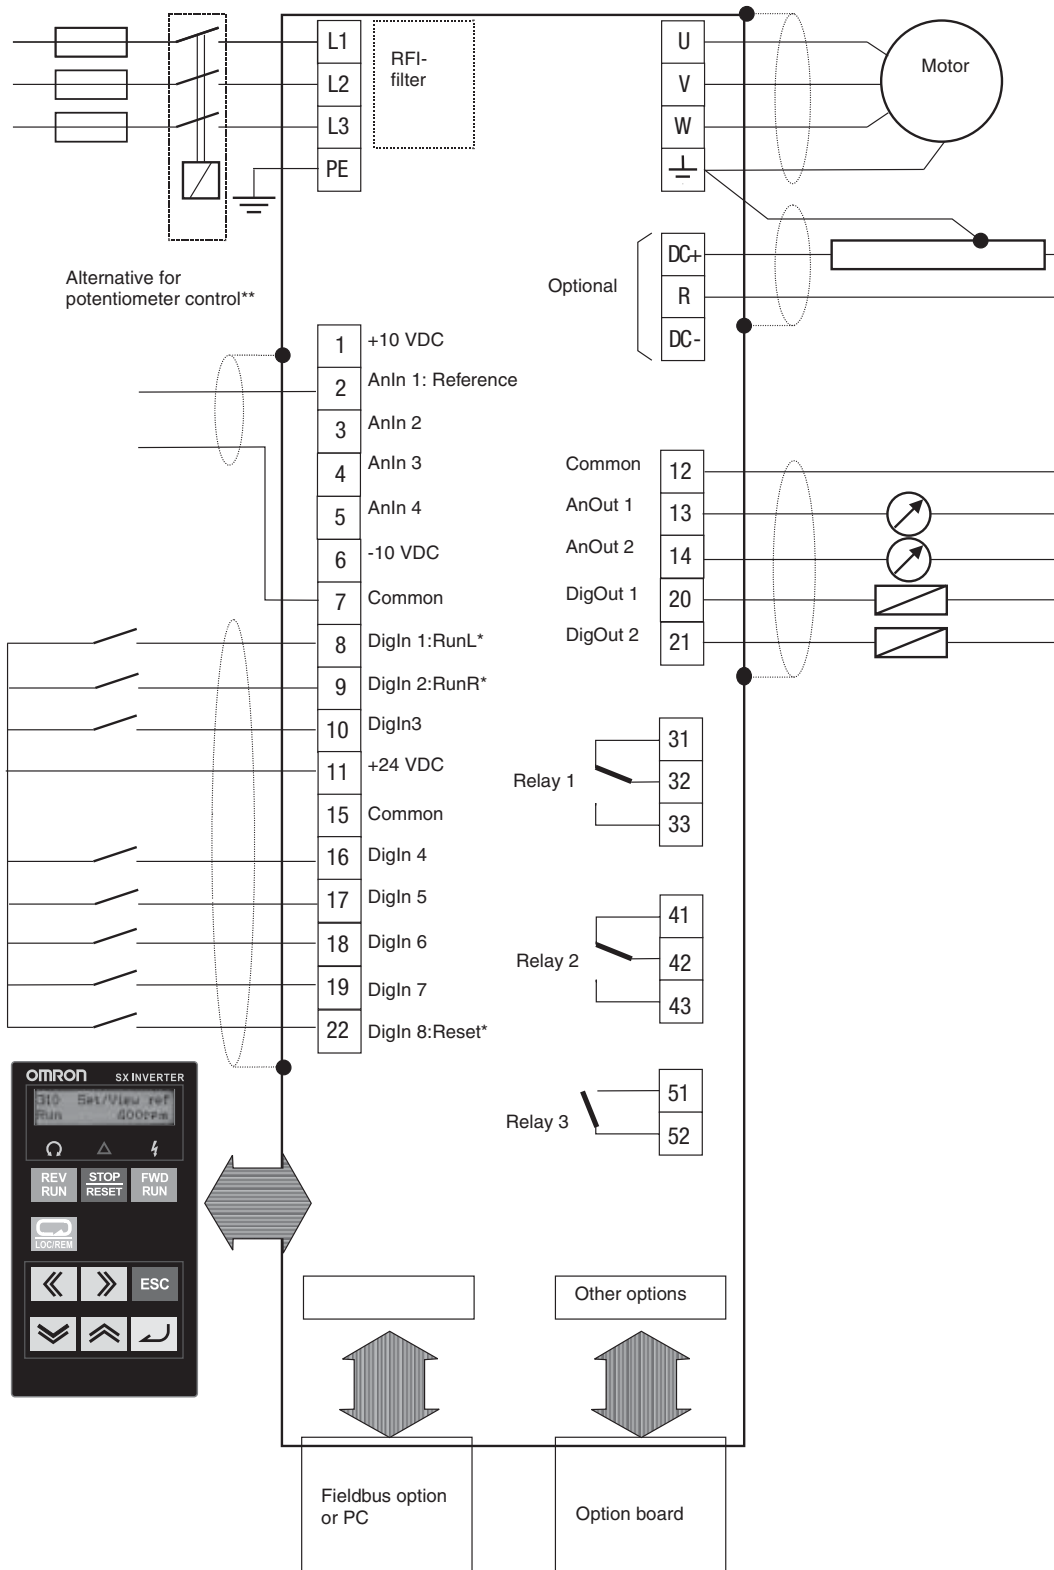 L1
L2
L3
PE
RFI-
filter
U
V
W
Motor
Alternative for
potentiometer control**
Optional
DC+
R
DC-
1 +10 VDC
2 AnIn 1: Reference
3 AnIn 2
4 AnIn 3
5 AnIn 4
6 -10 VDC
7 Common
8 DigIn 1:RunL*
9 DigIn 2:RunR*
10 DigIn3
11 +24 VDC
15 Common
16 DigIn 4
17 DigIn 5
18 DigIn 6
19 DigIn 7
22 DigIn 8:Reset*
Common 12
AnOut 1 13
AnOut 2 14
DigOut 1 20
DigOut 2 21
Relay 1
31
32
33
Relay 2
41
42
43
Relay 3
51
52
OMRON SX INVERTER
310 Set/View ref
Run 400rpm
REV
RUN
STOP
RESET
FWD
RUN
LOC/REM
ESC
Other options
Fieldbus option
or PC
Option board